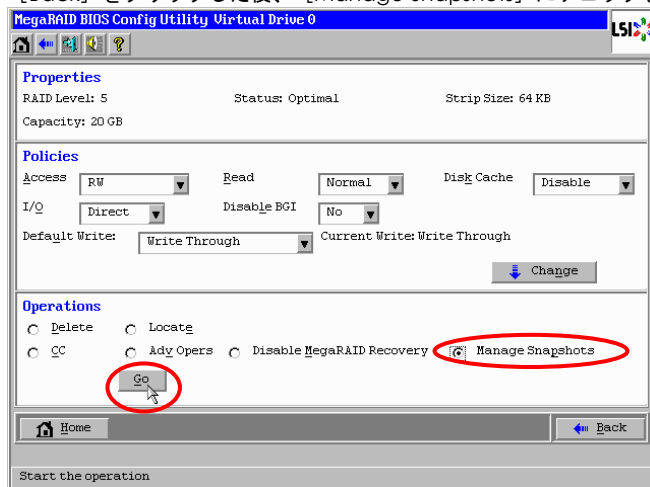 MegaRAID BIOS Config Utility Virtual Drive 0
LSI
Properties
RAID Level: 5 Status: Optimal Strip Size: 64 KB
Capacity: 20 GB
Policies
Access RW Read Normal Disk Cache Disable
I/O Direct Disable BGI No
Default Write: Write Through Current Write: Write Through
Change
Operations
Delete Locate
CC Adv Opers Disable MegaRAID Recovery Manage Snapshots
Go
Home Back
Start the operation